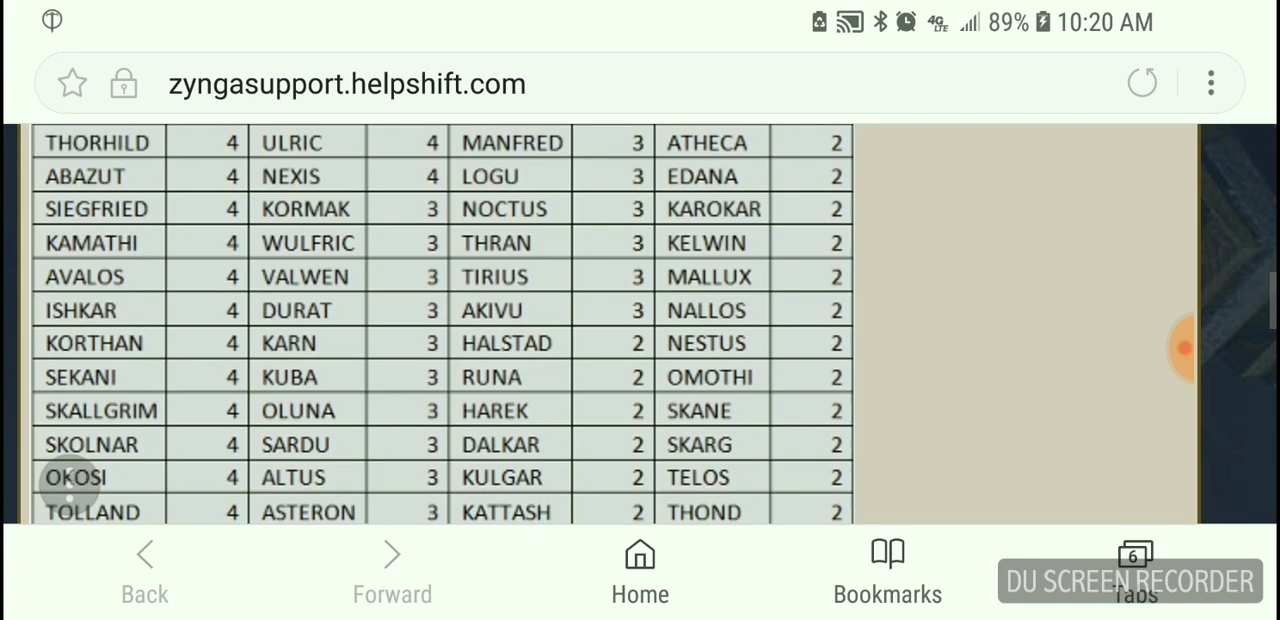 4G LTE 89% 10:20 AM
zyngasupport.helpshift.com
THORHILD 4 ULRIC 4 MANFRED 3 ATHECA 2
ABAZUT 4 NEXIS 4 LOGU 3 EDANA 2
SIEGFRIED 4 KORMAK 3 NOCTUS 3 KAROKAR 2
KAMATHI 4 WULFRIC 3 THRAN 3 KELWIN 2
AVALOS 4 VALWEN 3 TIRIUS 3 MALLUX 2
ISHKAR 4 DURAT 3 AKIVU 3 NALLOS 2
KORTHAN 4 KARN 3 HALSTAD 2 NESTUS 2
SEKANI 4 KUBA 3 RUNA 2 OMOTHI 2
SKALLGRIM 4 OLUNA 3 HAREK 2 SKANE 2
SKOLNAR 4 SARDU 3 DALKAR 2 SKARG 2
OKOSI 4 ALTUS 3 KULGAR 2 TELOS 2
TOLLAND 4 ASTERON 3 KATTASH 2 THOND 2
6
Back Forward Home Bookmarks Tabs
DU SCREEN RECORDER